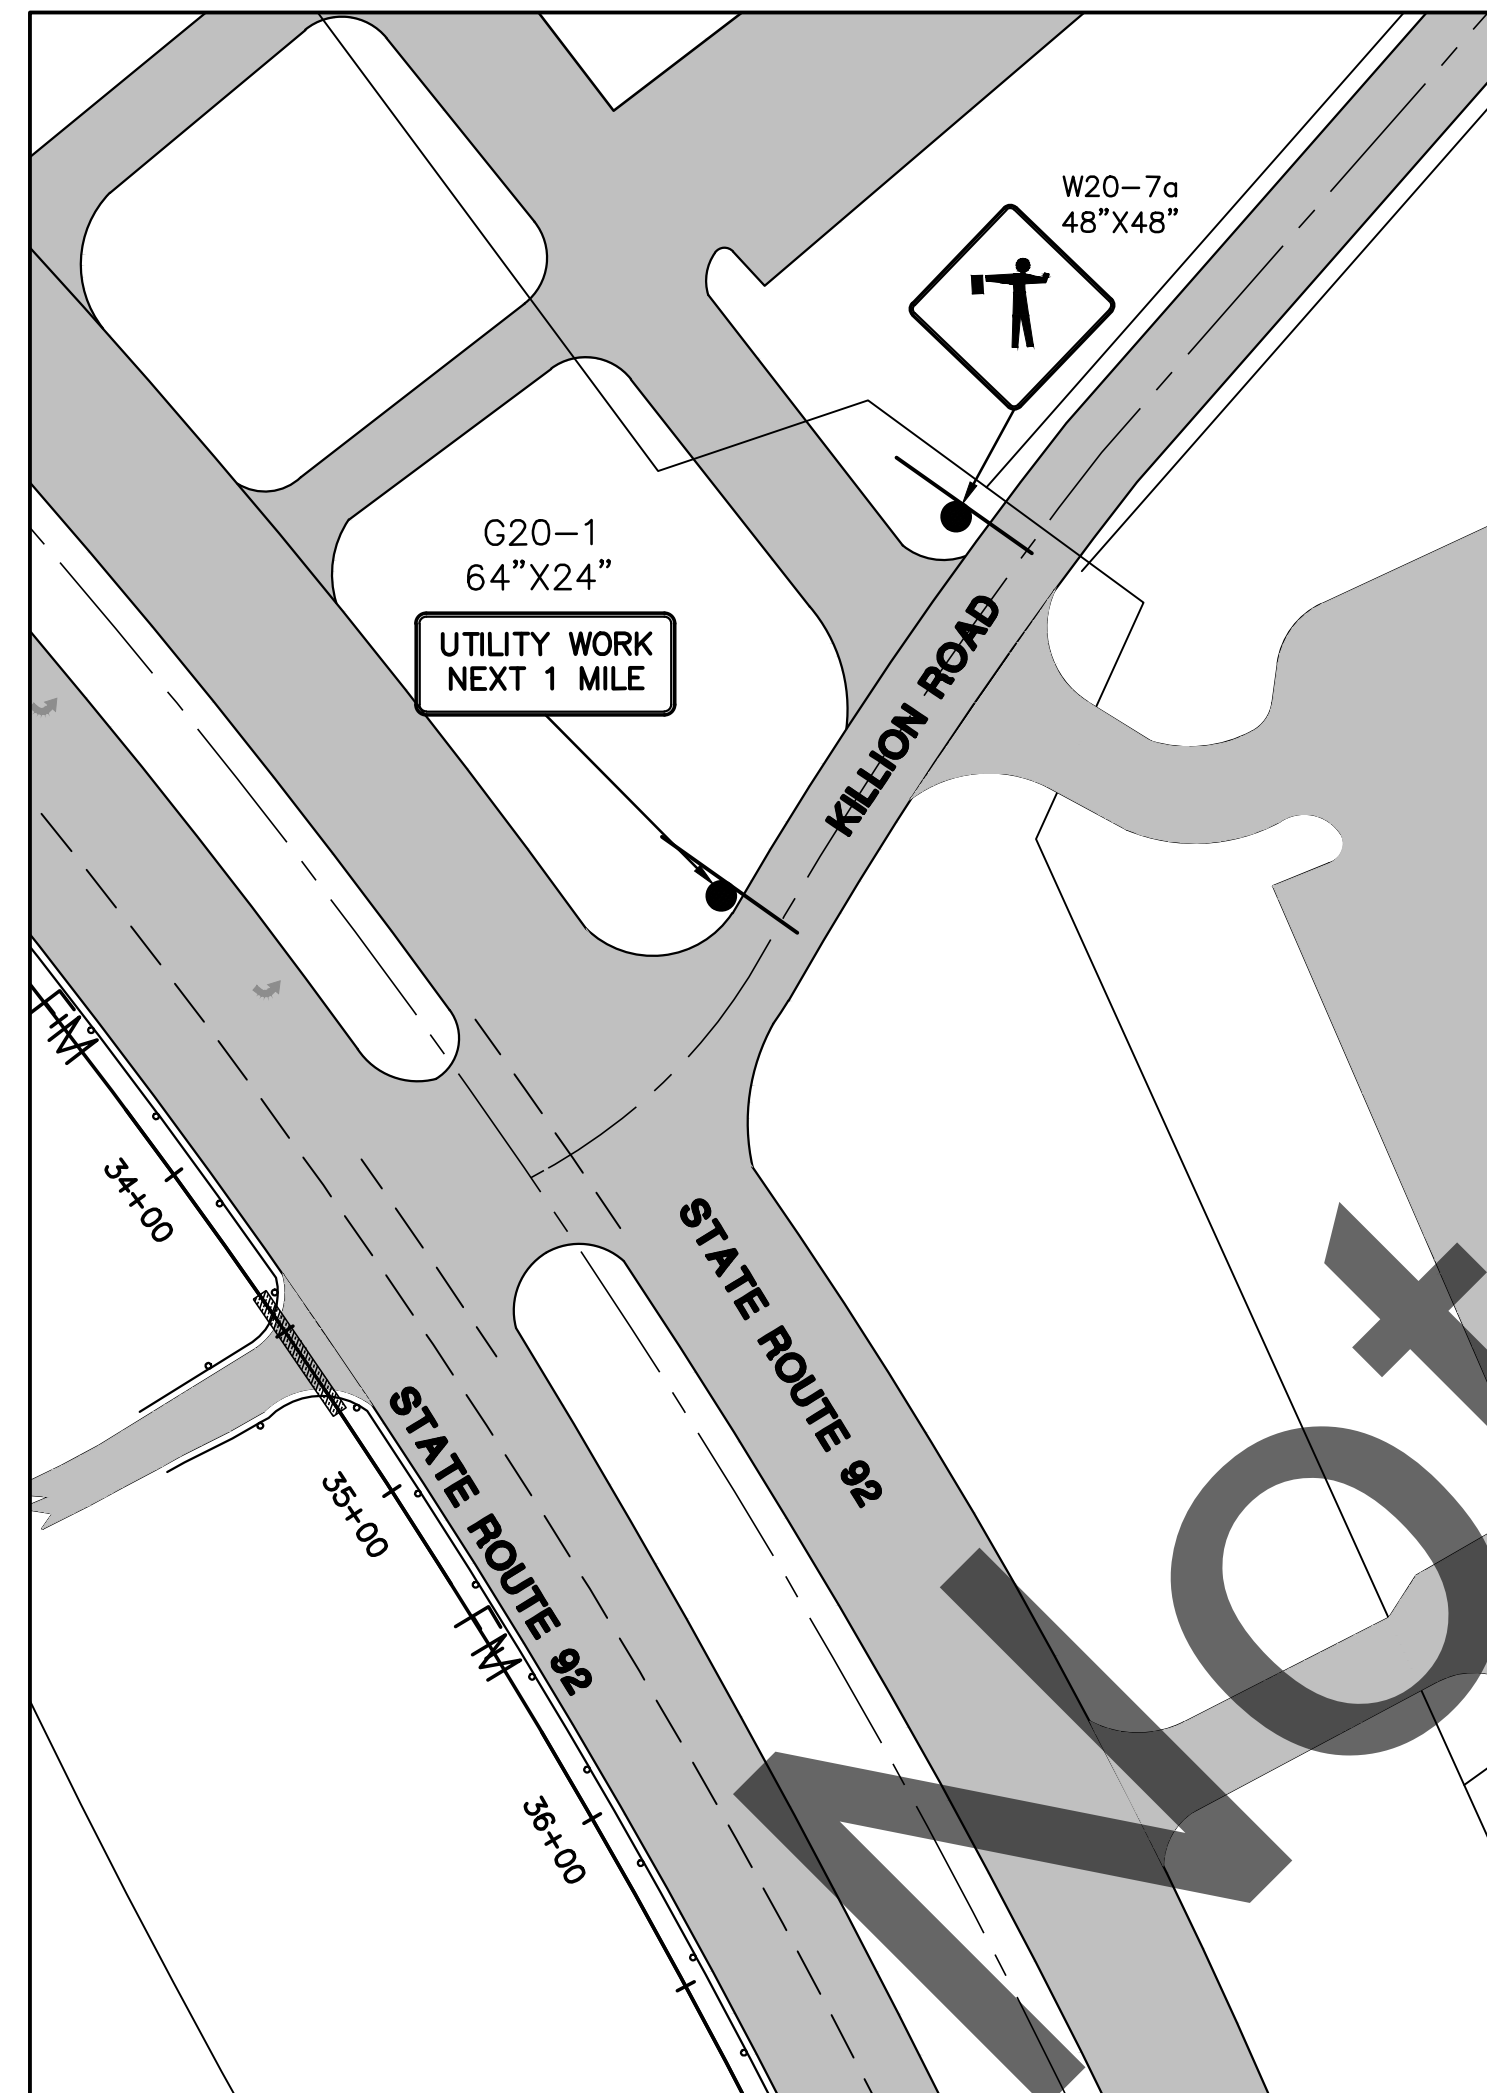 W20-7a
48"X48"
G20-1
64"X24"
UTILITY WORK
NEXT 1 MILE
KILLION ROAD
FM
34+00
STATE ROUTE 92
STATE ROUTE 92
35+00
FM
36+00
Not